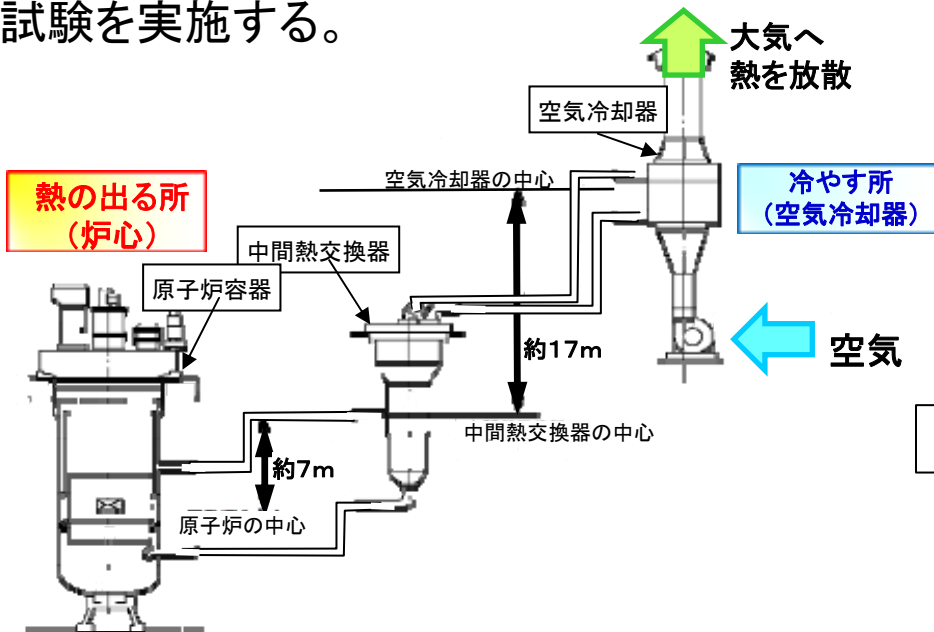 試験を実施する。
大気へ
熱を放散
空気冷却器
空気冷却器の中心
冷やす所
（空気冷却器）
熱の出る所
（炉心）
中間熱交換器
原子炉容器
約17m
空気
中間熱交換器の中心
約7m
原子炉の中心